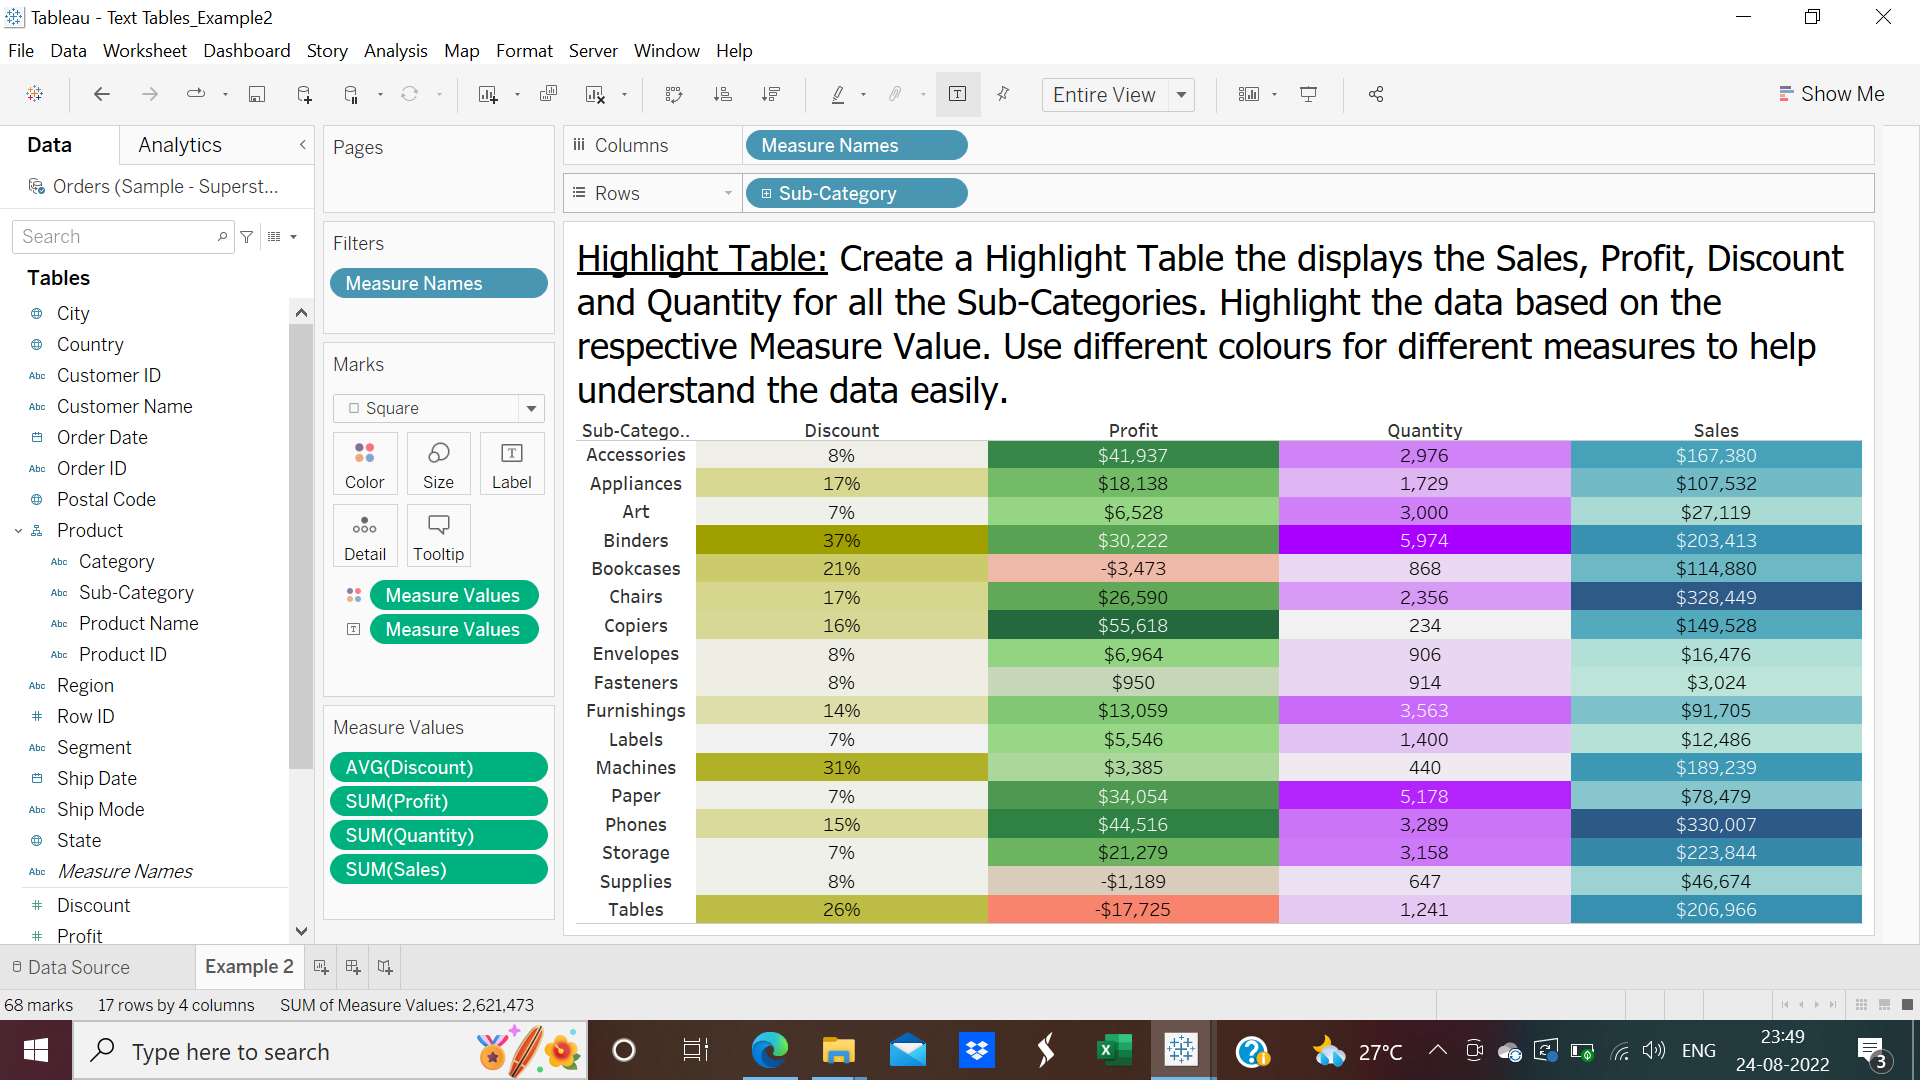 Tableau - Text Tables_Example2
File Data Worksheet Dashboard Story Analysis Map Format Server Window Help
Entire View
Show Me
Data Analytics
Orders (Sample - Superst...
Search
Tables
City
Country
Abc Customer ID
Abc Customer Name
Order Date
Abc Order ID
Postal Code
Product
Abc Category
Abc Sub-Category
Abc Product Name
Abc Product ID
Abc Region
# Row ID
Abc Segment
Ship Date
Abc Ship Mode
State
Abc Measure Names
# Discount
# Profit
Pages
Filters
Measure Names
Marks
Square
Color Size Label
Detail Tooltip
Measure Values
Measure Values
Measure Values
AVG(Discount)
SUM(Profit)
SUM(Quantity)
SUM(Sales)
Columns Measure Names
Rows Sub-Category
Highlight Table: Create a Highlight Table the displays the Sales, Profit, Discount
and Quantity for all the Sub-Categories. Highlight the data based on the
respective Measure Value. Use different colours for different measures to help
understand the data easily.
Sub-Catego.. Discount Profit Quantity Sales
Accessories 8% $41,937 2,976 $167,380
Appliances 17% $18,138 1,729 $107,532
Art 7% $6,528 3,000 $27,119
Binders 37% $30,222 5,974 $203,413
Bookcases 21% -$3,473 868 $114,880
Chairs 17% $26,590 2,356 $328,449
Copiers 16% $55,618 234 $149,528
Envelopes 8% $6,964 906 $16,476
Fasteners 8% $950 914 $3,024
Furnishings 14% $13,059 3,563 $91,705
Labels 7% $5,546 1,400 $12,486
Machines 31% $3,385 440 $189,239
Paper 7% $34,054 5,178 $78,479
Phones 15% $44,516 3,289 $330,007
Storage 7% $21,279 3,158 $223,844
Supplies 8% -$1,189 647 $46,674
Tables 26% -$17,725 1,241 $206,966
Data Source Example 2
68 marks 17 rows by 4 columns SUM of Measure Values: 2,621,473
Type here to search
27°C
ENG
23:49
24-08-2022
3